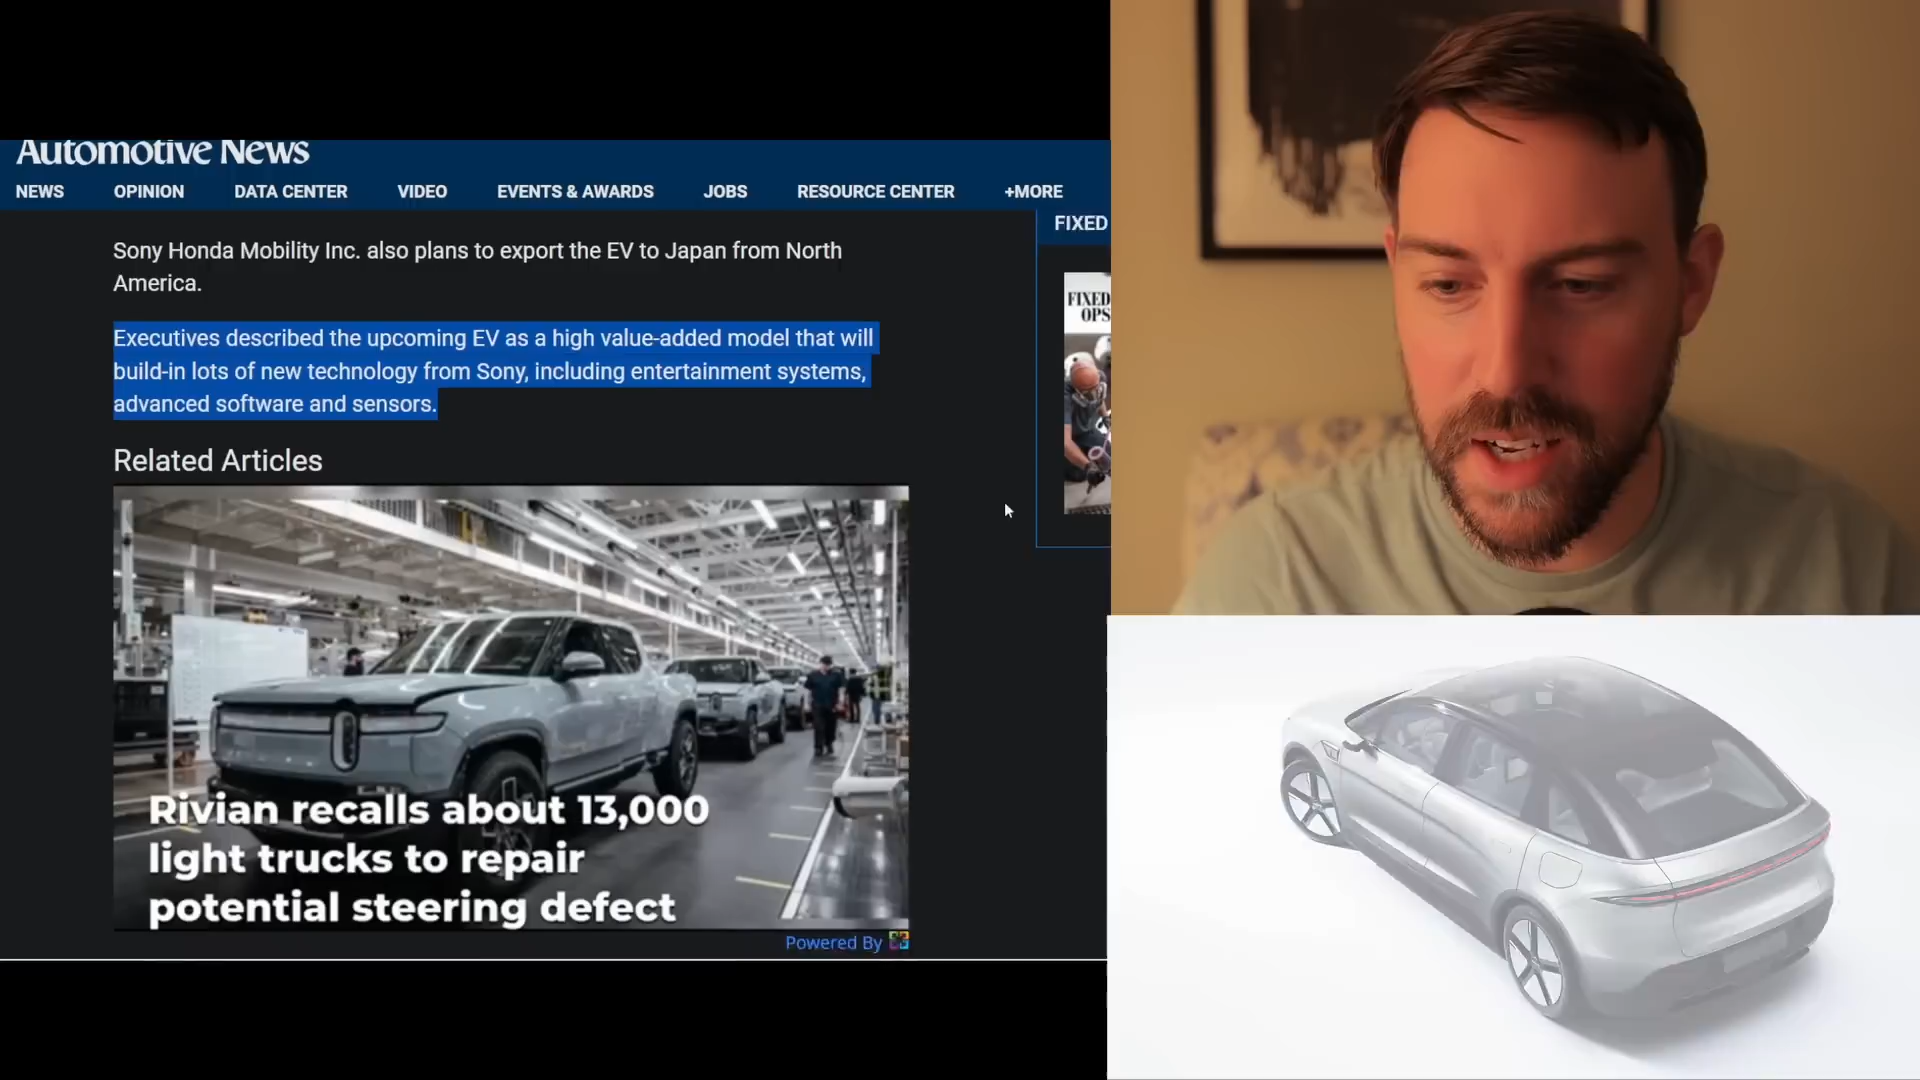 Automotive News
NEWS OPINION DATA CENTER VIDEO EVENTS & AWARDS JOBS RESOURCE CENTER +MORE
FIXED
Sony Honda Mobility Inc. also plans to export the EV to Japan from North
America.
FIXED
OPS
Executives described the upcoming EV as a high value-added model that will
build-in lots of new technology from Sony, including entertainment systems,
advanced software and sensors.
Related Articles
Rivian recalls about 13,000
light trucks to repair
potential steering defect
Powered By